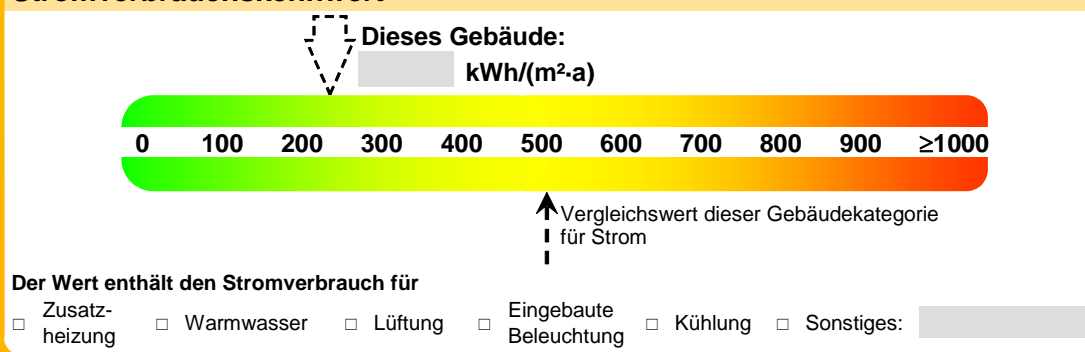 Stromverbrauchskennwert
Dieses Gebäude:
kWh/(m²·a)
0 100 200 300 400 500 600 700 800 900 ≥1000
Vergleichswert dieser Gebäudekategorie
für Strom
Der Wert enthält den Stromverbrauch für
□ Zusatz-
heizung
□ Warmwasser
□ Lüftung
□ Eingebaute
Beleuchtung
□ Kühlung
□ Sonstiges: